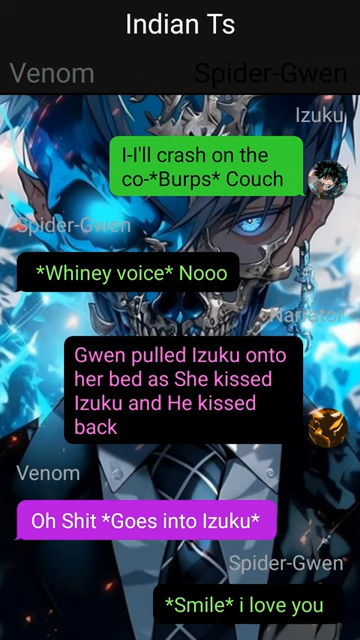 Indian Ts
Venom Spider-Gwen
Izuku
I-I'll crash on the
co-*Burps* Couch
Spider-Gwen
*Whiney voice* Nooo
Narrator
Gwen pulled Izuku onto
her bed as She kissed
Izuku and He kissed
back
Venom
Oh Shit *Goes into Izuku*
Spider-Gwen
*Smile* i love you